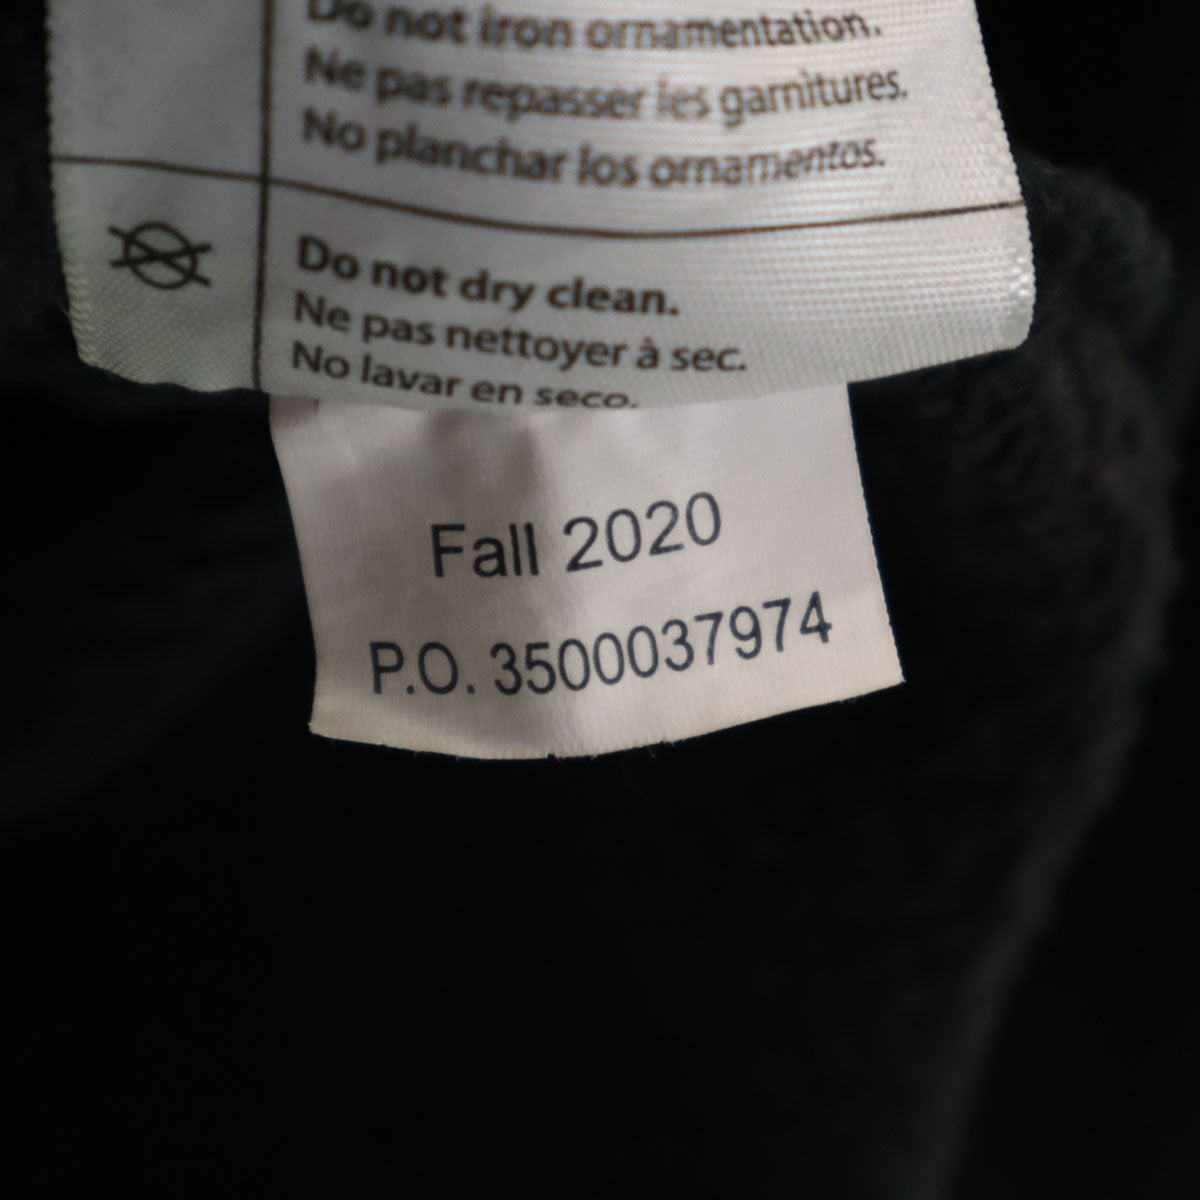 Do not iron ornamentation.
Ne pas repasser les garnitures.
No planchar los ornamentos.
Do not dry clean.
Ne pas nettoyer à sec.
No lavar en seco.
Fall 2020
P.O. 3500037974